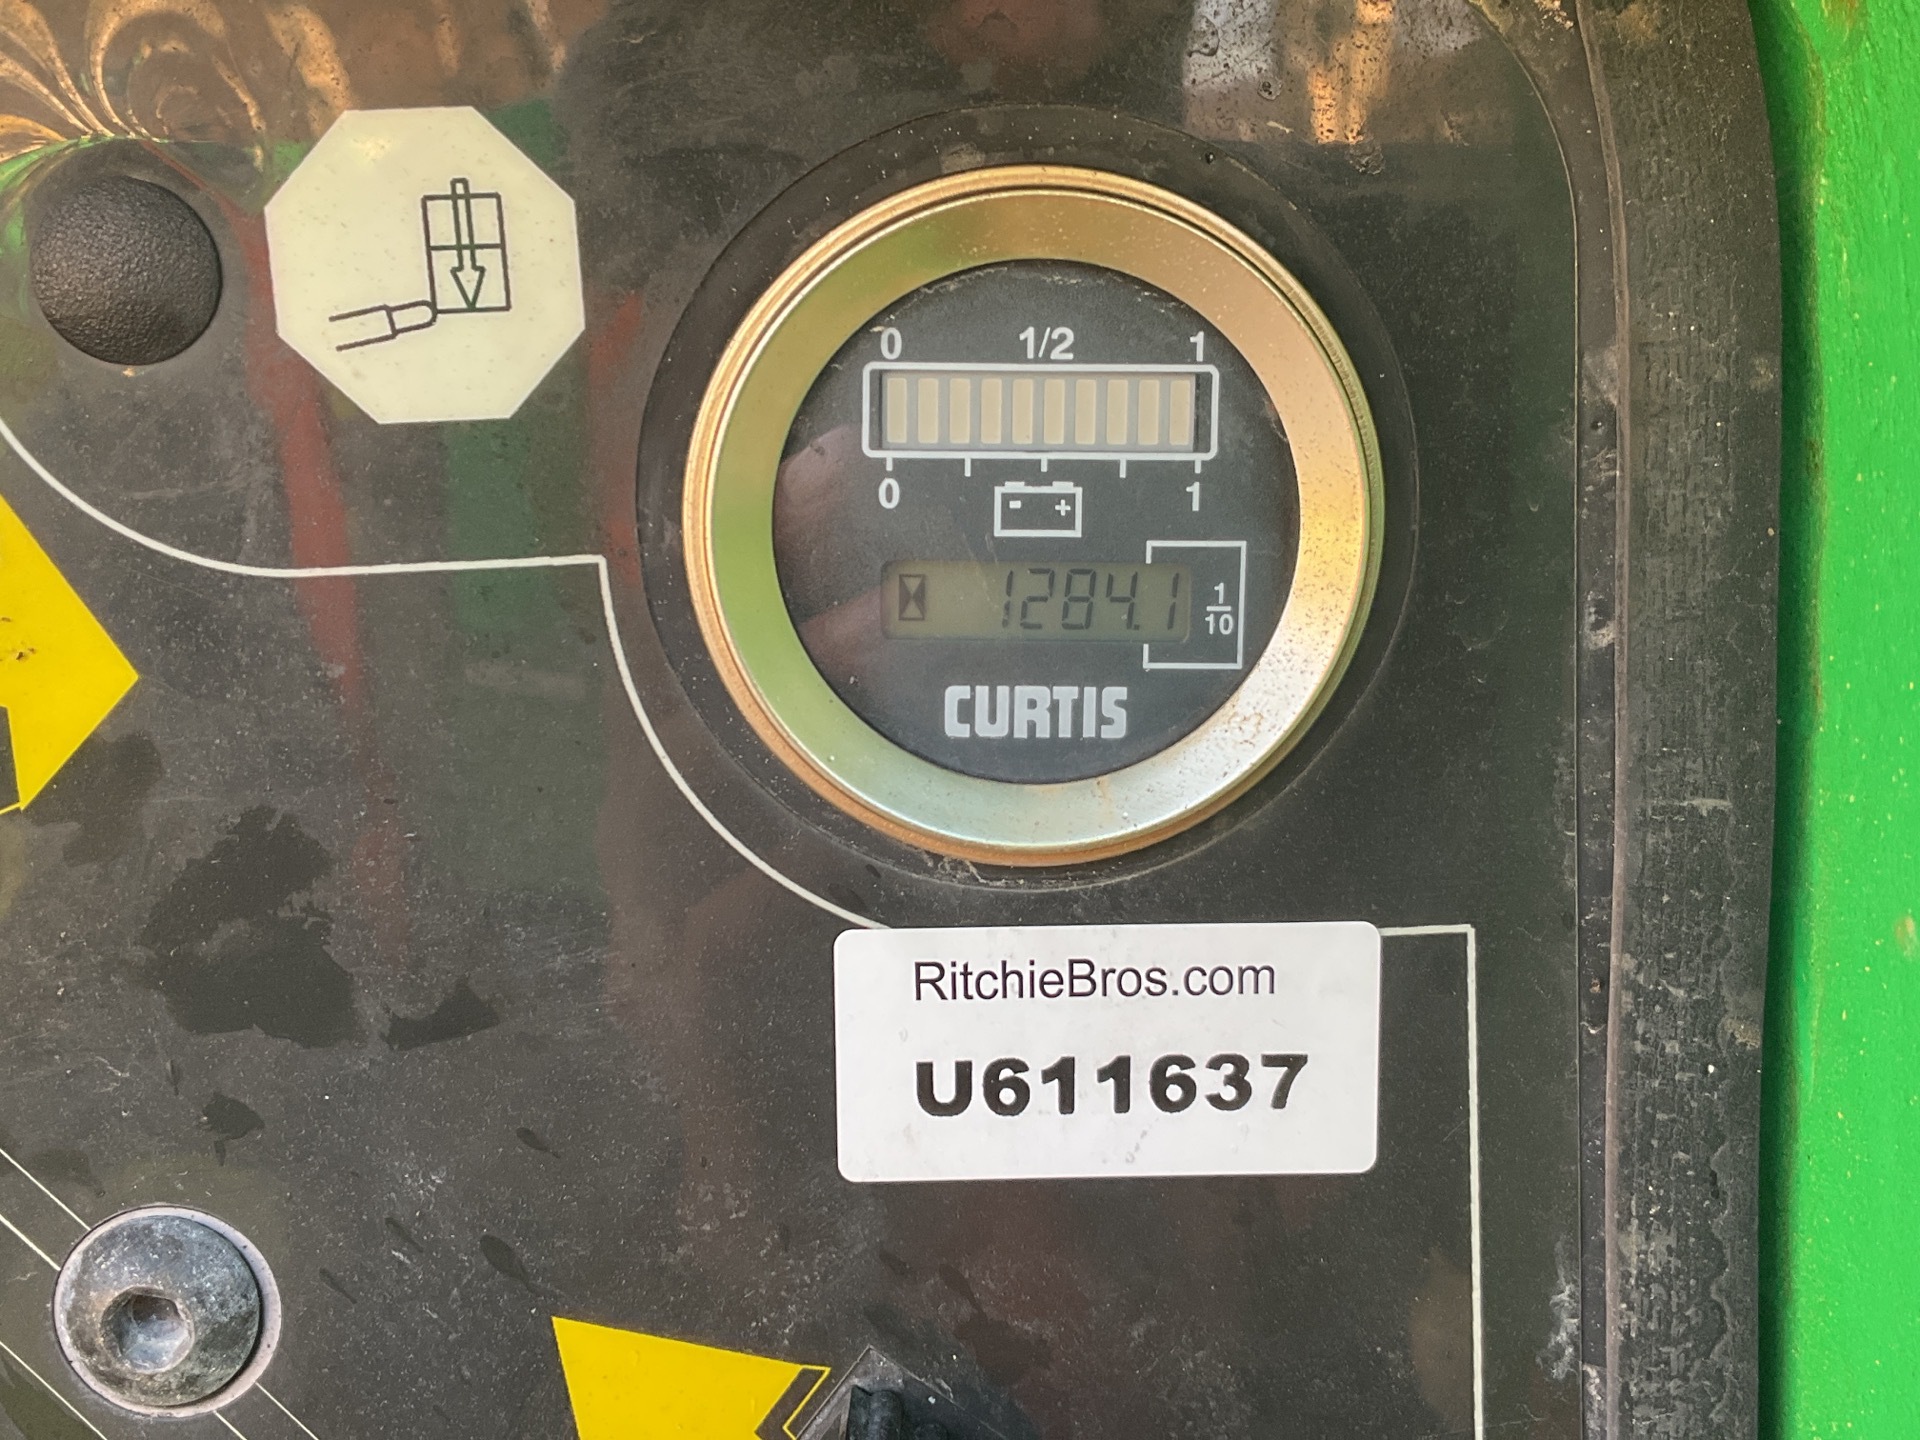 0 1/2 1
0 1
- +
1284.1
1/10
CURTIS
RitchieBros.com
U611637